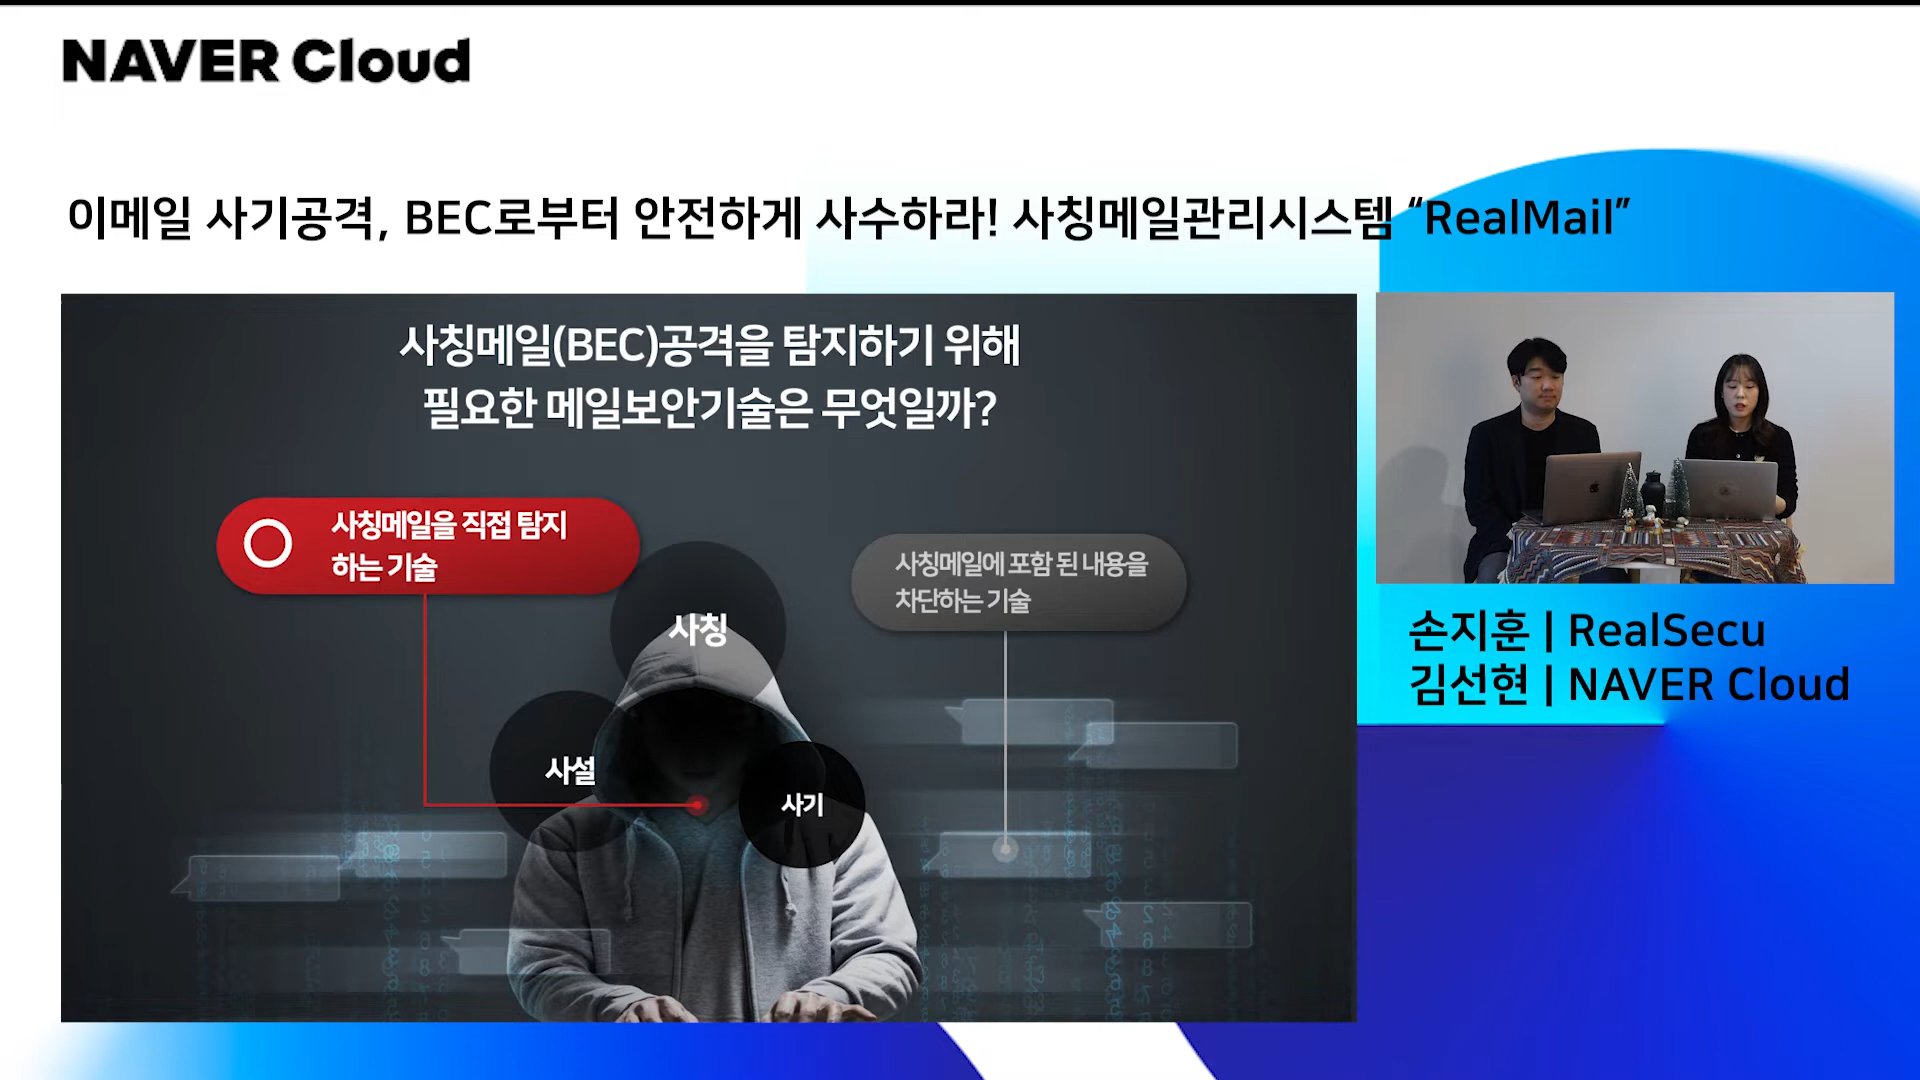 NAVER Cloud
이메일 사기공격, BEC로부터 안전하게 사수하라! 사칭메일관리시스템 “RealMail”
사칭메일(BEC)공격을 탐지하기 위해
필요한 메일보안기술은 무엇일까?
사칭메일을 직접 탐지
하는 기술
사칭메일에 포함 된 내용을
차단하는 기술
사칭
사설
사기
손지훈 | RealSecu
김선현 | NAVER Cloud